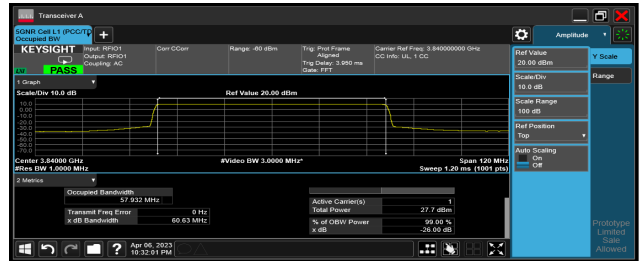 Transceiver A
5GNR Cell L1 (PCC/TD
Occupied BW
Amplitude
KEYSIGHT
Input: RFIO1
Output: RFIO1
Coupling: AC
Corr CCorr
Range: -60 dBm
Trig: Prot Frame
Aligned
Trig Delay: 3.950 ms
Gate: FFT
Carrier Ref Freq: 3.840000000 GHz
CC Info: UL, 1 CC
PASS
1 Graph
Scale/Div 10.0 dB
Ref Value 20.00 dBm
10.0
0.00
-10.0
-20.0
-30.0
-40.0
-50.0
-60.0
-70.0
Center 3.84000 GHz
#Video BW 3.0000 MHz*
Span 120 MHz
#Res BW 1.0000 MHz
Sweep 1.20 ms (1001 pts)
2 Metrics
Occupied Bandwidth
57.932 MHz
Transmit Freq Error
0 Hz
x dB Bandwidth
60.63 MHz
Active Carrier(s)
1
Total Power
27.7 dBm
% of OBW Power
99.00 %
x dB
-26.00 dB
Ref Value
20.00 dBm
Scale/Div
10.0 dB
Scale Range
100 dB
Ref Position
Top
Auto Scaling
On
Off
Y Scale
Range
Prototype
Limited
Sale
Allowed
?
Apr 06, 2023
10:32:01 PM